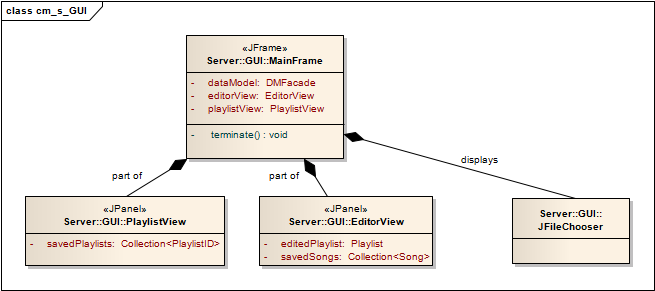 class cm_s_GUI
«JFrame»
Server::GUI::MainFrame
- dataModel: DMFacade
- editorView: EditorView
- playlistView: PlaylistView
- terminate() : void
part of
part of
displays
«JPanel»
Server::GUI::PlaylistView
- savedPlaylists: Collection<PlaylistID>
«JPanel»
Server::GUI::EditorView
- editedPlaylist: Playlist
- savedSongs: Collection<Song>
Server::GUI::
JFileChooser